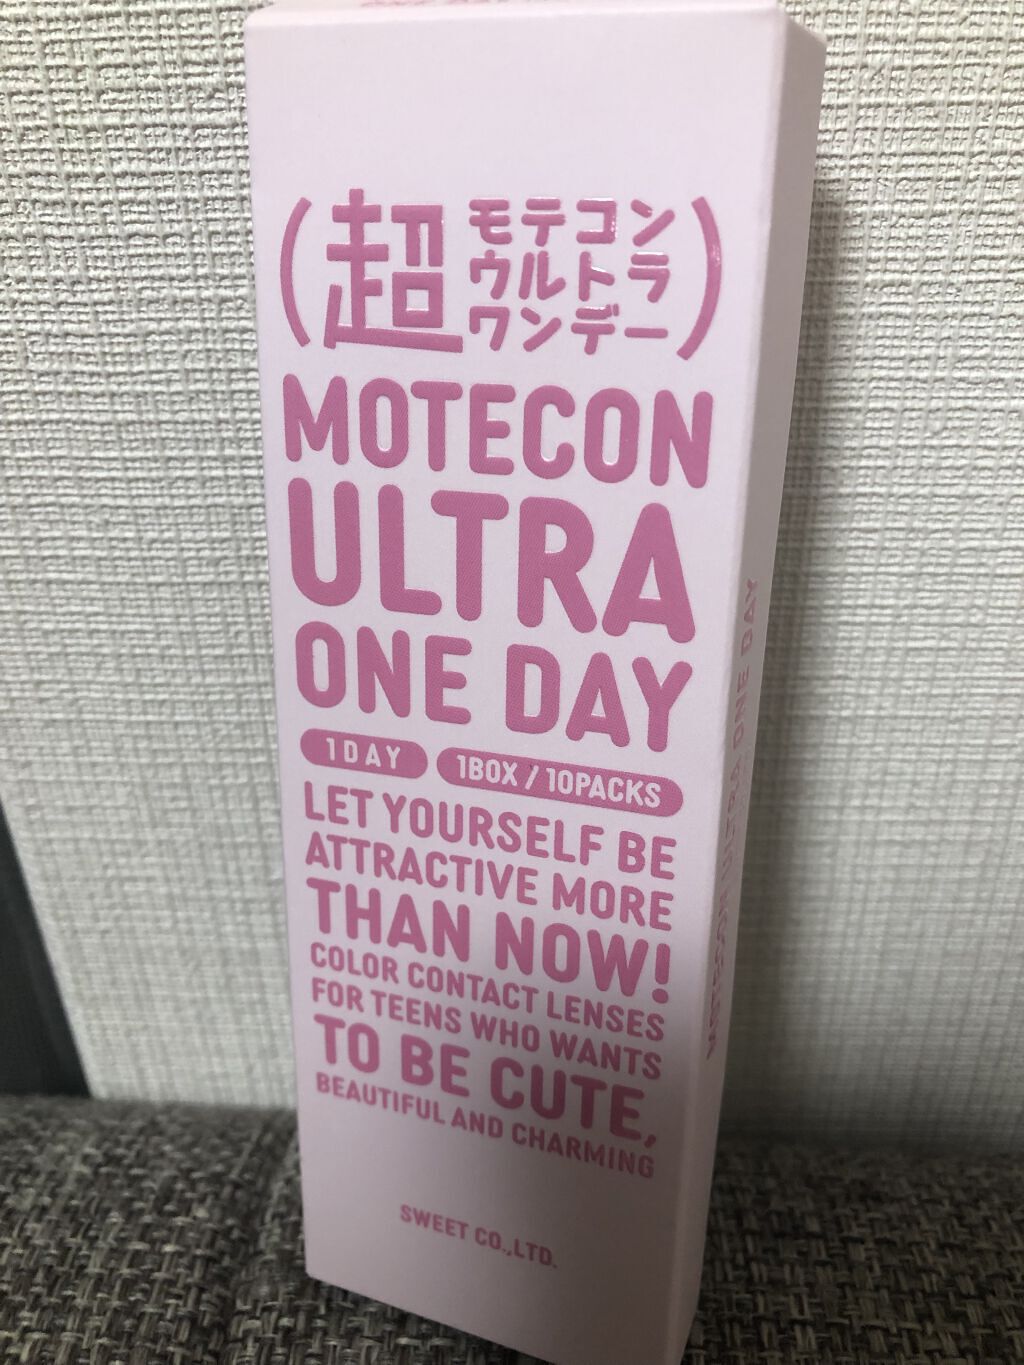 (超 モテコン
ウルトラ
ワンデー)
MOTECON
ULTRA
ONE DAY
1DAY 1BOX / 10PACKS
LET YOURSELF BE
ATTRACTIVE MORE
THAN NOW!
COLOR CONTACT LENSES
FOR TEENS WHO WANTS
TO BE CUTE,
BEAUTIFUL AND CHARMING
SWEET CO.,LTD.
MOTECON ULTRA ONE DAY